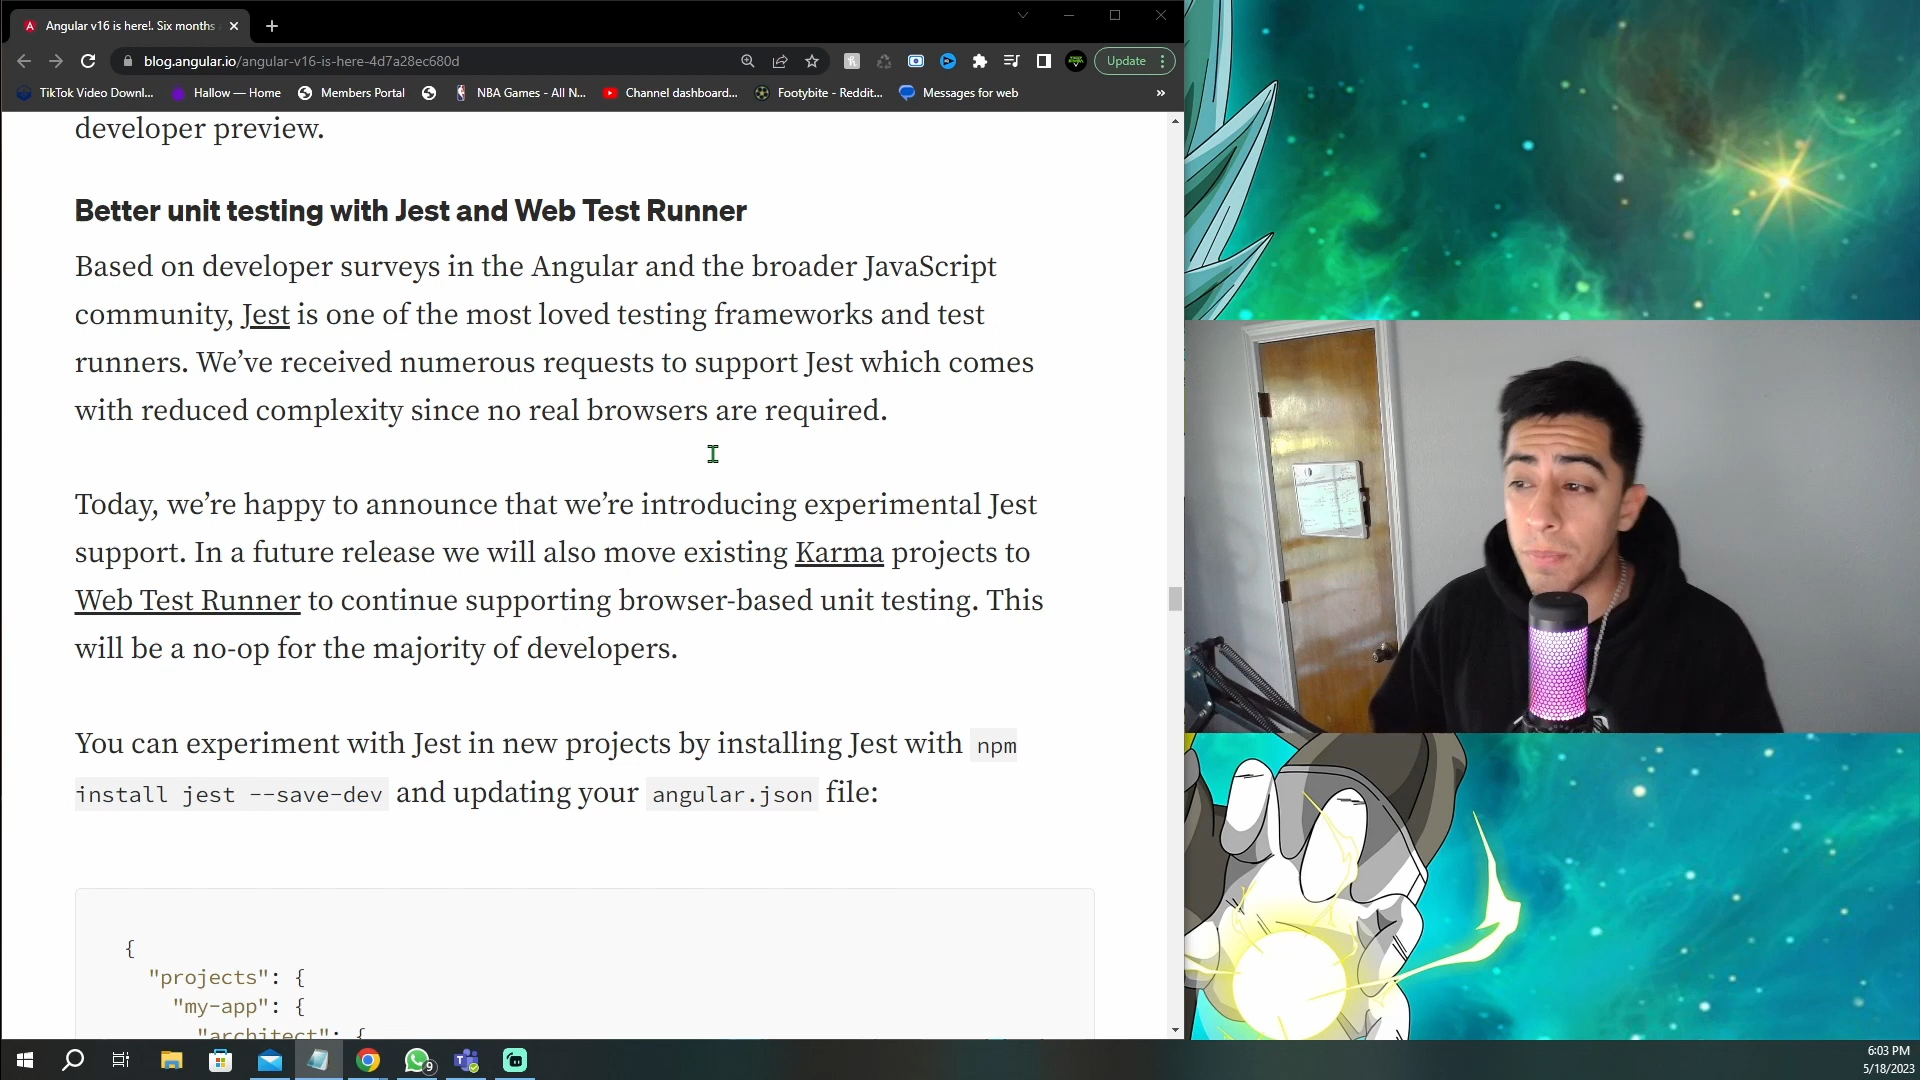 Angular v16 is here!. Six months
blog.angular.io/angular-v16-is-here-4d7a28ec680d
Update
TikTok Video Downl...
Hallow — Home
Members Portal
NBA Games - All N...
Channel dashboard...
Footybite - Reddit...
Messages for web
»
developer preview.
Better unit testing with Jest and Web Test Runner
Based on developer surveys in the Angular and the broader JavaScript
community, Jest is one of the most loved testing frameworks and test
runners. We’ve received numerous requests to support Jest which comes
with reduced complexity since no real browsers are required.
Today, we’re happy to announce that we’re introducing experimental Jest
support. In a future release we will also move existing Karma projects to
Web Test Runner to continue supporting browser-based unit testing. This
will be a no-op for the majority of developers.
You can experiment with Jest in new projects by installing Jest with npm
install jest --save-dev and updating your angular.json file:
{
"projects": {
"my-app": {
"architect": {
9
6:03 PM
5/18/2023